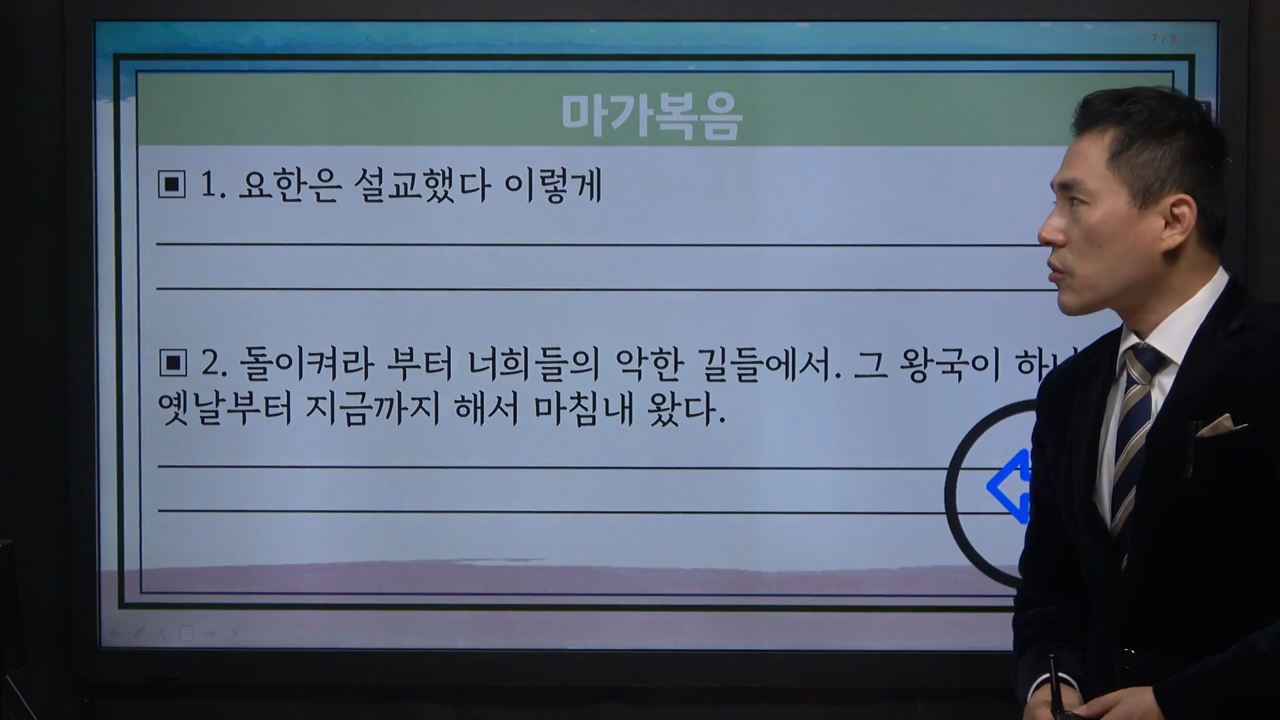 7 / 9
마가복음
▣ 1. 요한은 설교했다 이렇게
▣ 2. 돌이켜라 부터 너희들의 악한 길들에서. 그 왕국이
옛날부터 지금까지 해서 마침내 왔다.